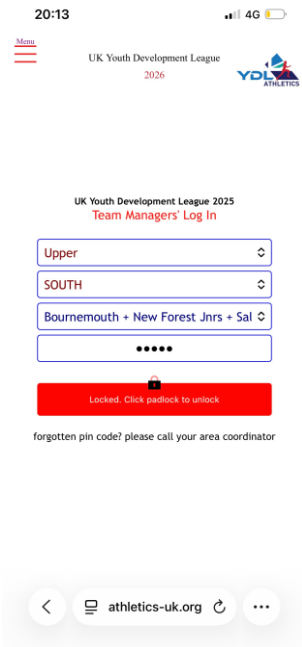 20:13
4G
Menu
UK Youth Development League
2026
YDL
ATHLETICS
UK Youth Development League 2025
Team Managers' Log In
Upper
SOUTH
Bournemouth + New Forest Jnrs + Sal
•••••
Locked. Click padlock to unlock
forgotten pin code? please call your area coordinator
athletics-uk.org